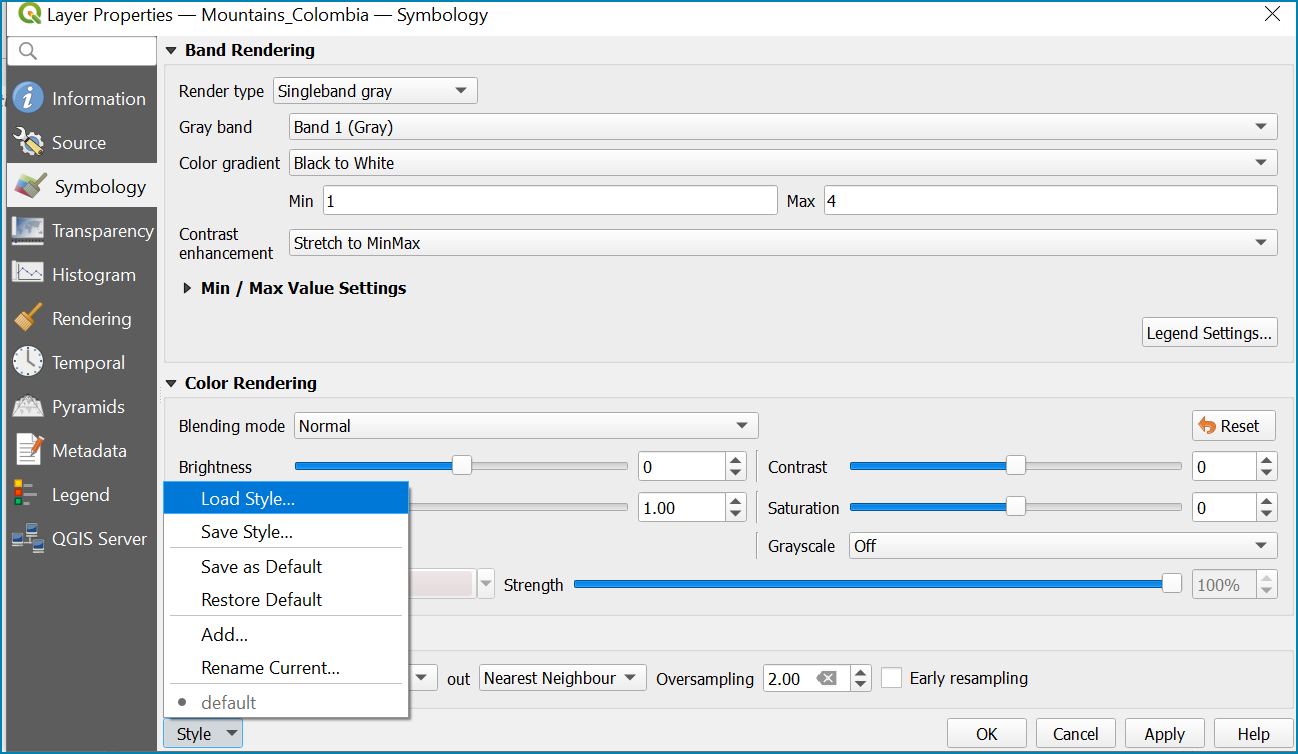 Layer Properties — Mountains_Colombia — Symbology
Information
Source
Symbology
Transparency
Histogram
Rendering
Temporal
Pyramids
Metadata
Legend
QGIS Server
Band Rendering
Render type Singleband gray
Gray band Band 1 (Gray)
Color gradient Black to White
Min 1 Max 4
Contrast
enhancement Stretch to MinMax
Min / Max Value Settings
Legend Settings...
Color Rendering
Blending mode Normal Reset
Brightness 0 Contrast 0
1.00 Saturation 0
Grayscale Off
Strength 100%
out Nearest Neighbour Oversampling 2.00 Early resampling
Load Style...
Save Style...
Save as Default
Restore Default
Add...
Rename Current...
default
Style OK Cancel Apply Help